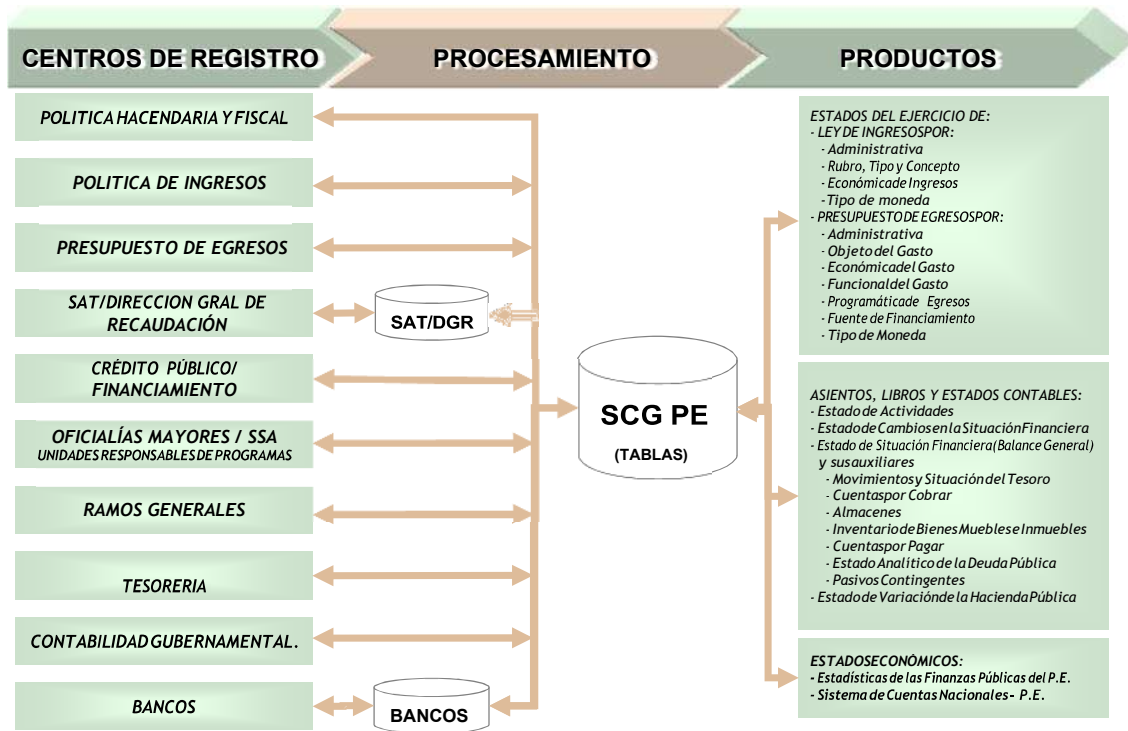 CENTROS DE REGISTRO
PROCESAMIENTO
PRODUCTOS
POLITICA HACENDARIA Y FISCAL
POLITICA DE INGRESOS
PRESUPUESTO DE EGRESOS
SAT/DIRECCION GRAL DE
RECAUDACIÓN
CRÉDITO PÚBLICO/
FINANCIAMIENTO
OFICIALÍAS MAYORES / SSA
UNIDADES RESPONSABLES DE PROGRAMAS
RAMOS GENERALES
TESORERIA
CONTABILIDAD GUBERNAMENTAL.
BANCOS
SAT/DGR
BANCOS
SCG PE
(TABLAS)
ESTADOS DEL EJERCICIO DE:
- LEY DE INGRESOS POR:
- Administrativa
- Rubro, Tipo y Concepto
- Económica de Ingresos
- Tipo de moneda
- PRESUPUESTO DE EGRESOS POR:
- Administrativa
- Objeto del Gasto
- Económica del Gasto
- Funcional del Gasto
- Programática de Egresos
- Fuente de Financiamiento
- Tipo de Moneda
ASIENTOS, LIBROS Y ESTADOS CONTABLES:
- Estado de Actividades
- Estado de Cambios en la Situación Financiera
- Estado de Situación Financiera (Balance General)
y sus auxiliares
- Movimientos y Situación del Tesoro
- Cuentas por Cobrar
- Almacenes
- Inventario de Bienes Muebles e Inmuebles
- Cuentas por Pagar
- Estado Analítico de la Deuda Pública
- Pasivos Contingentes
- Estado de Variación de la Hacienda Pública
ESTADOS ECONÓMICOS:
- Estadísticas de las Finanzas Públicas del P.E.
- Sistema de Cuentas Nacionales - P.E.